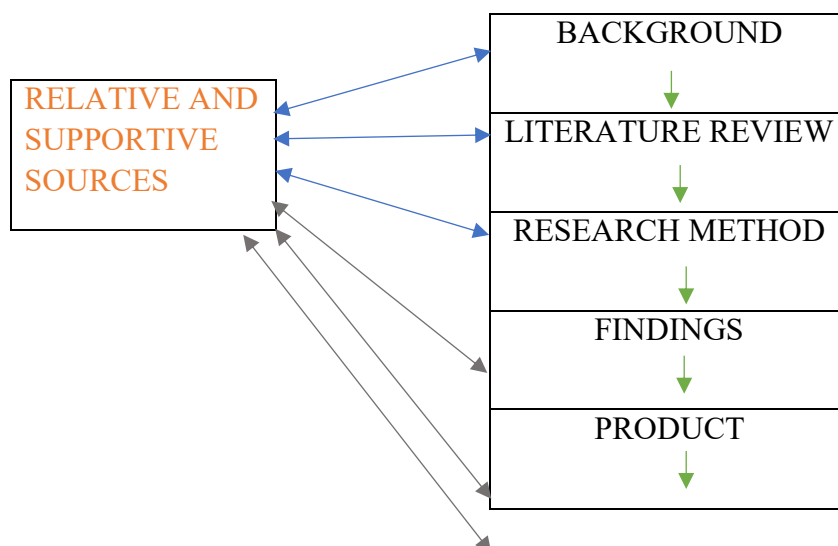 RELATIVE AND
SUPPORTIVE
SOURCES
BACKGROUND
LITERATURE REVIEW
RESEARCH METHOD
FINDINGS
PRODUCT